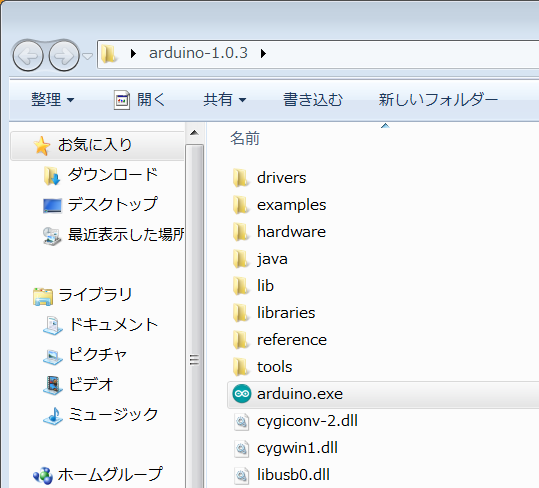 arduino-1.0.3
整理 開く 共有 書き込む 新しいフォルダー
お気に入り
ダウンロード
デスクトップ
最近表示した場所
ライブラリ
ドキュメント
ピクチャ
ビデオ
ミュージック
ホームグループ
名前
drivers
examples
hardware
java
lib
libraries
reference
tools
arduino.exe
cygiconv-2.dll
cygwin1.dll
libusb0.dll